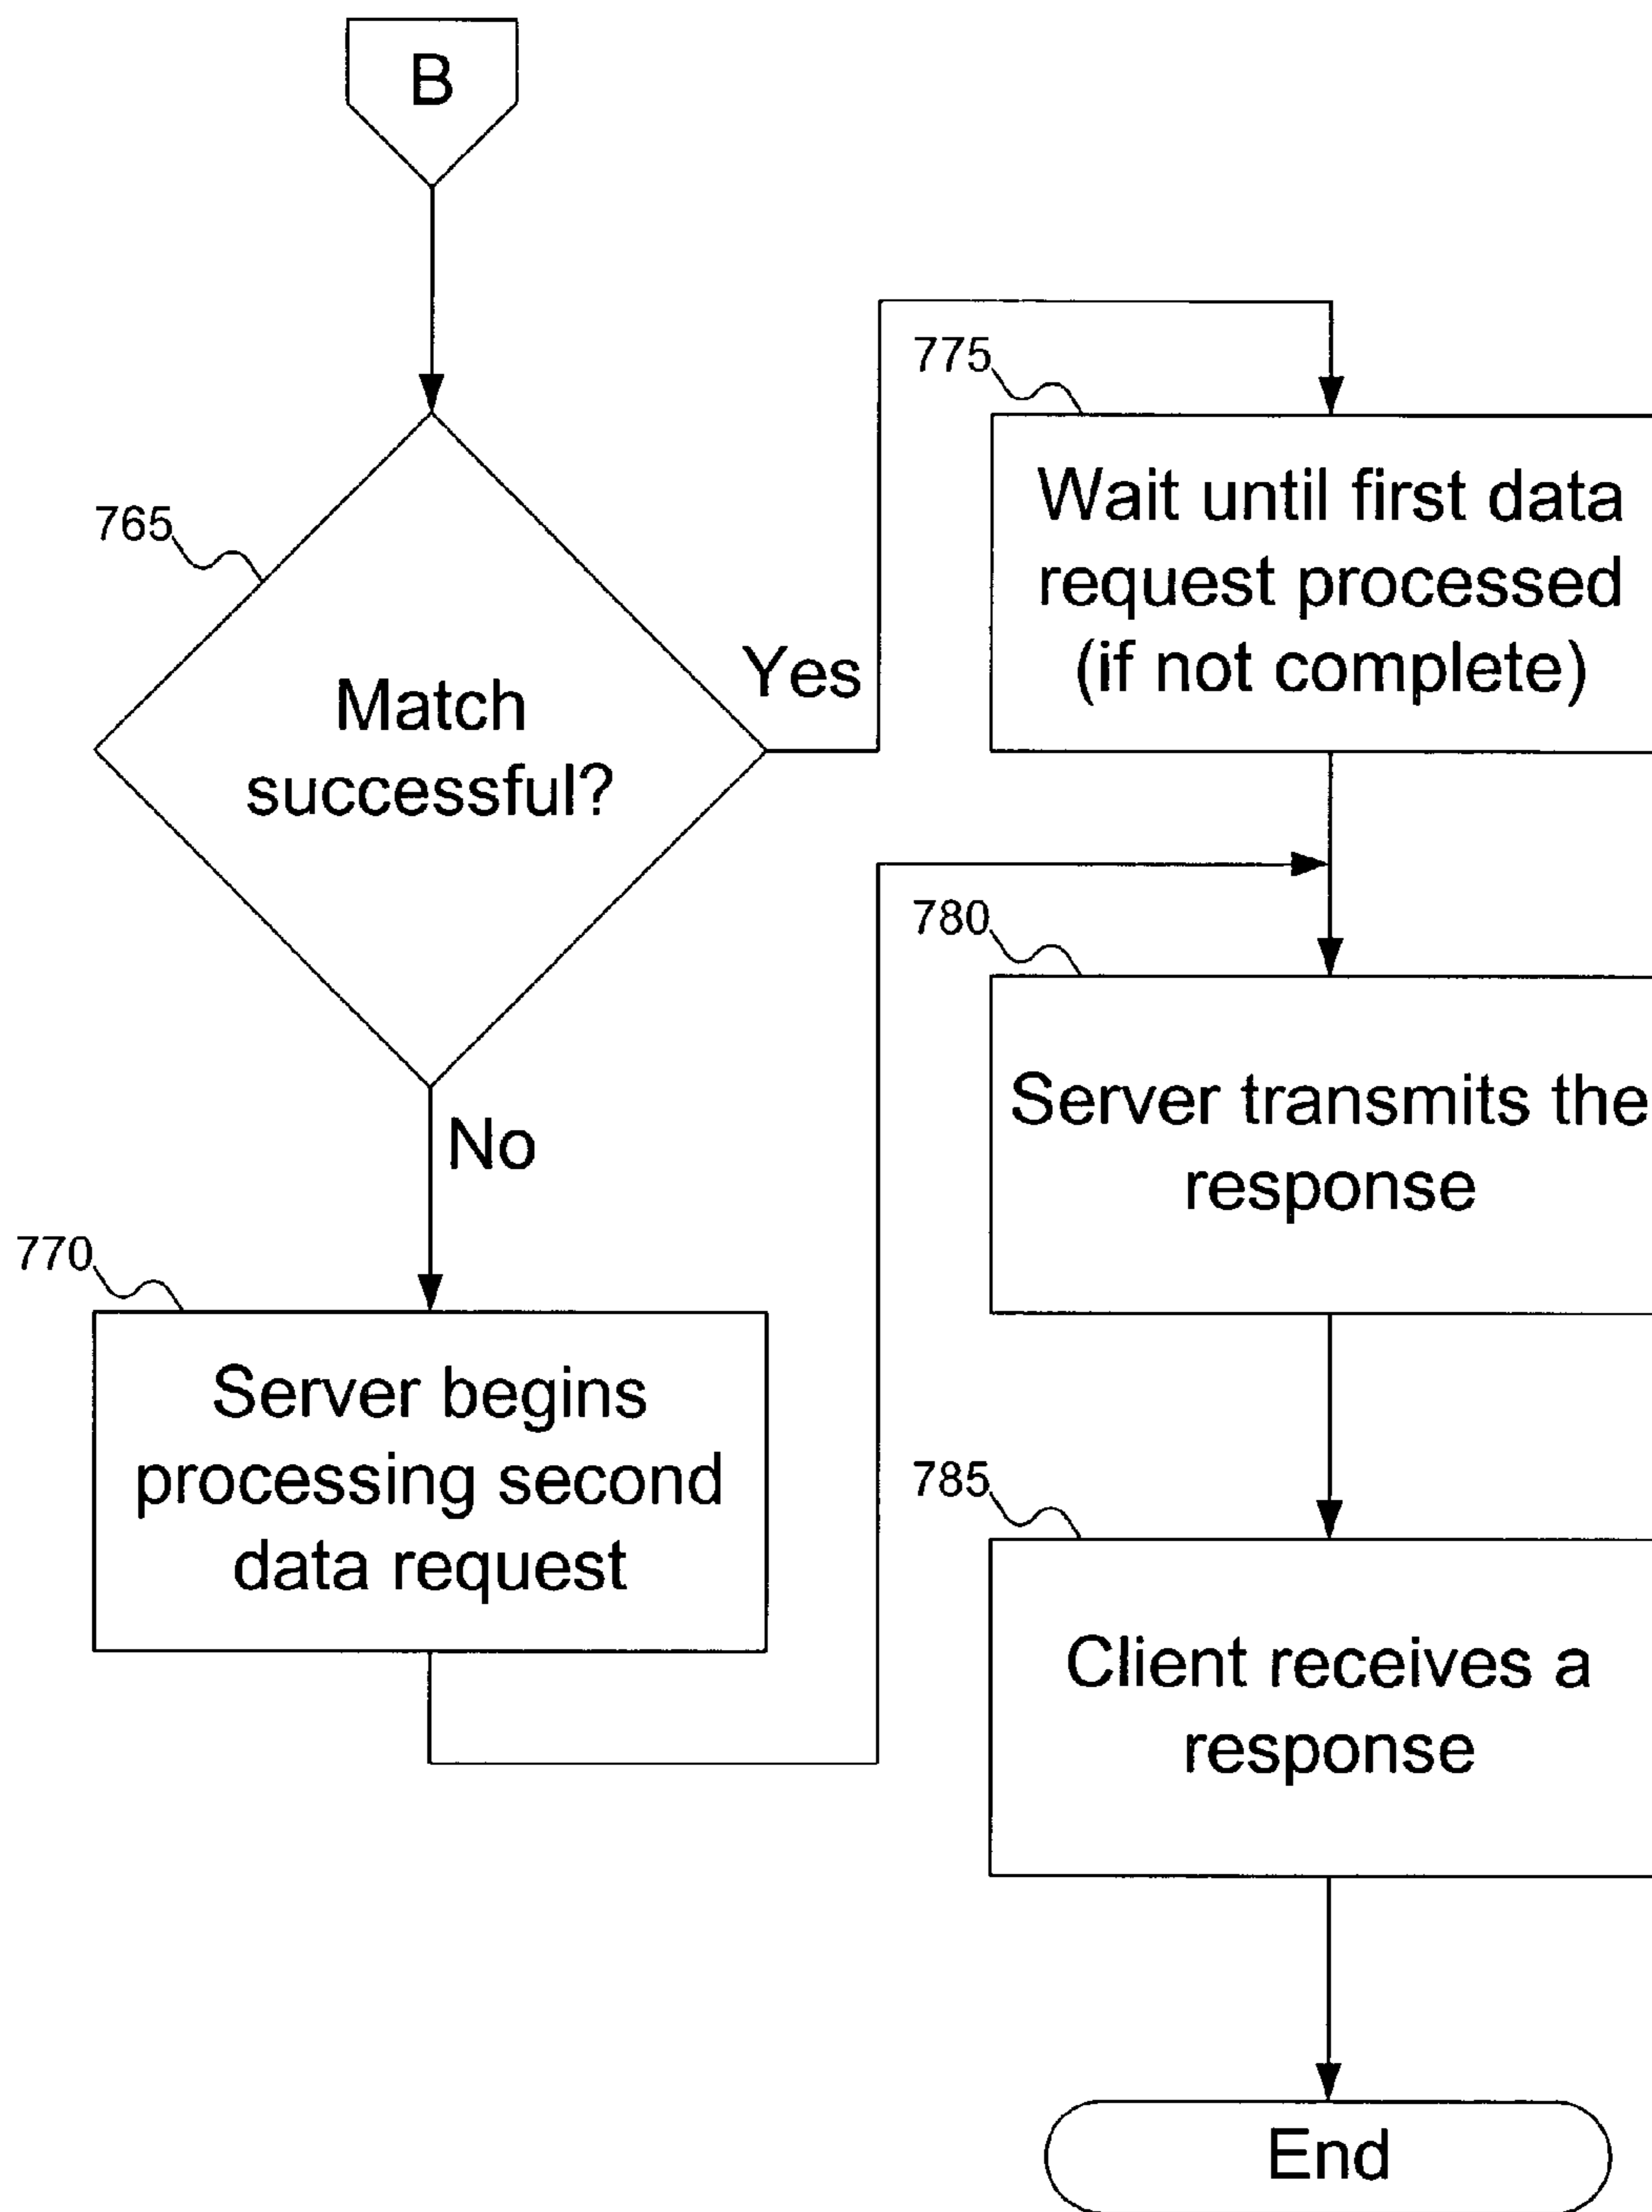 B
765
Match
successful?
Yes
No
770
Server begins
processing second
data request
775
Wait until first data
request processed
(if not complete)
780
Server transmits the
response
785
Client receives a
response
End